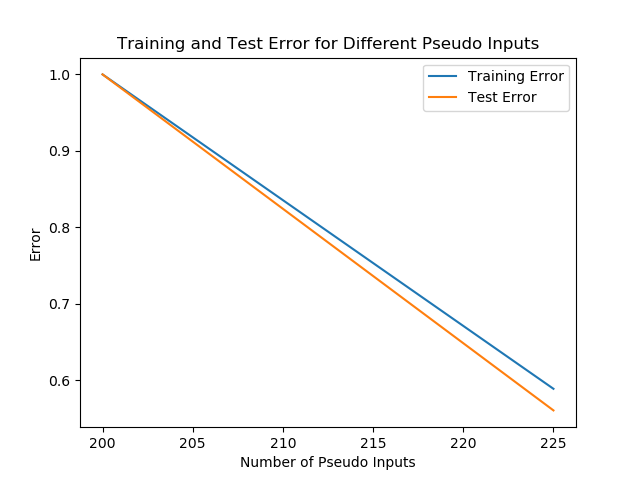 Training and Test Error for Different Pseudo Inputs
Training Error
Test Error
1.0
0.9
0.8
0.7
0.6
Error
200 205 210 215 220 225
Number of Pseudo Inputs